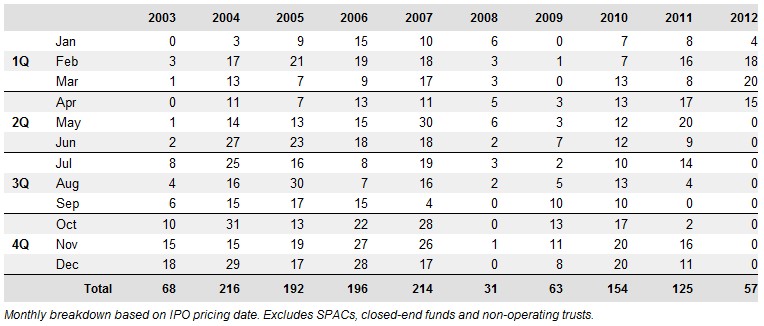 2003 2004 2005 2006 2007 2008 2009 2010 2011 2012
Jan 0 3 9 15 10 6 0 7 8 4
1Q Feb 3 17 21 19 18 3 1 7 16 18
Mar 1 13 7 9 17 3 0 13 8 20
Apr 0 11 7 13 11 5 3 13 17 15
2Q May 1 14 13 15 30 6 3 12 20 0
Jun 2 27 23 18 18 2 7 12 9 0
Jul 8 25 16 8 19 3 2 10 14 0
3Q Aug 4 16 30 7 16 2 5 13 4 0
Sep 6 15 17 15 4 0 10 10 0 0
Oct 10 31 13 22 28 0 13 17 2 0
4Q Nov 15 15 19 27 26 1 11 20 16 0
Dec 18 29 17 28 17 0 8 20 11 0
Total 68 216 192 196 214 31 63 154 125 57
Monthly breakdown based on IPO pricing date. Excludes SPACs, closed-end funds and non-operating trusts.